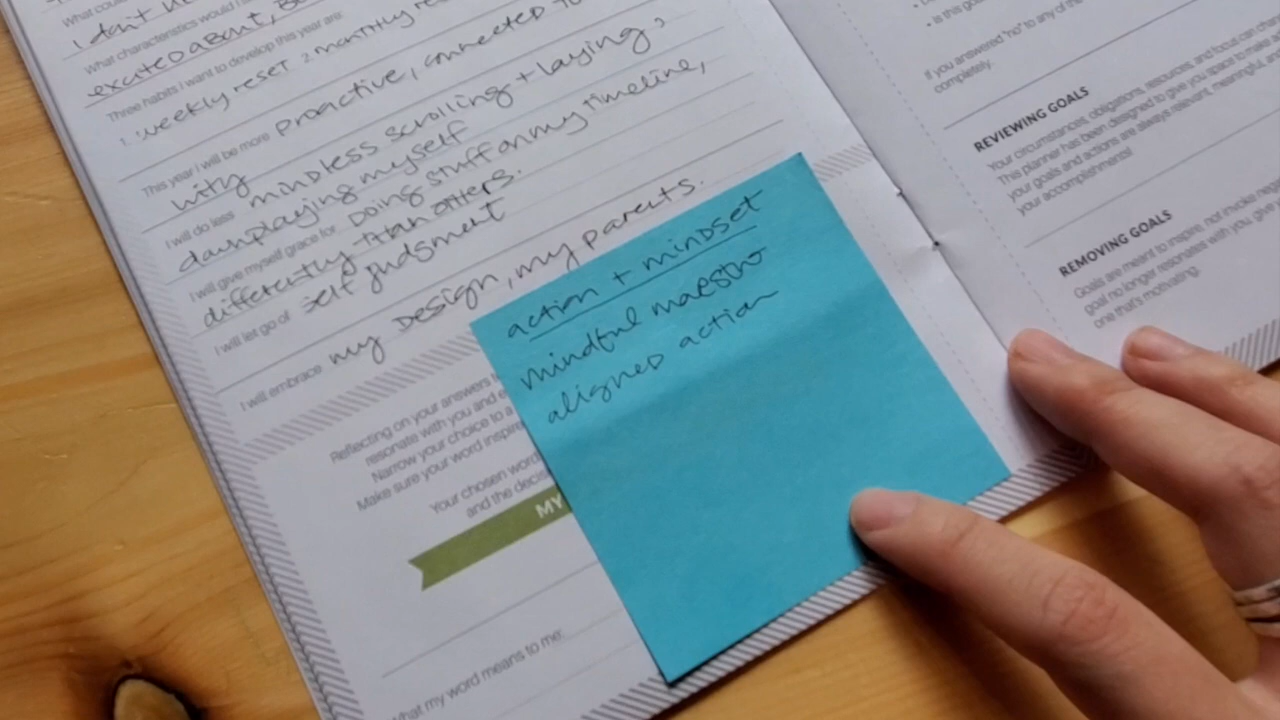 What could
I don't
What characteristics would I
excited about,
Three habits I want to develop this year are:
1. weekly reset 2. monthly
This year I will be more proactive, connected to
I will do less mindless scrolling + laying,
downplaying myself
I will give myself grace for Doing stuff on my timeline,
differently than others.
I will let go of self judgment
I will embrace my design, my parents.
Reflecting on your answers
resonate with you and
Narrow your choice to a
Make sure your word
Your chosen word
and the
MY
What my word means to me:
action + mindset
mindful maestro
aligned action
• is this
If you answered "no" to any of the
completely.
REVIEWING GOALS
Your circumstances, obligations, resources, and focus can
This planner has been designed to give you space to make
your goals and actions are always relevant, meaningful,
your accomplishments!
REMOVING GOALS
Goals are meant to inspire, not invoke
goal no longer resonates with you, give
one that's motivating.